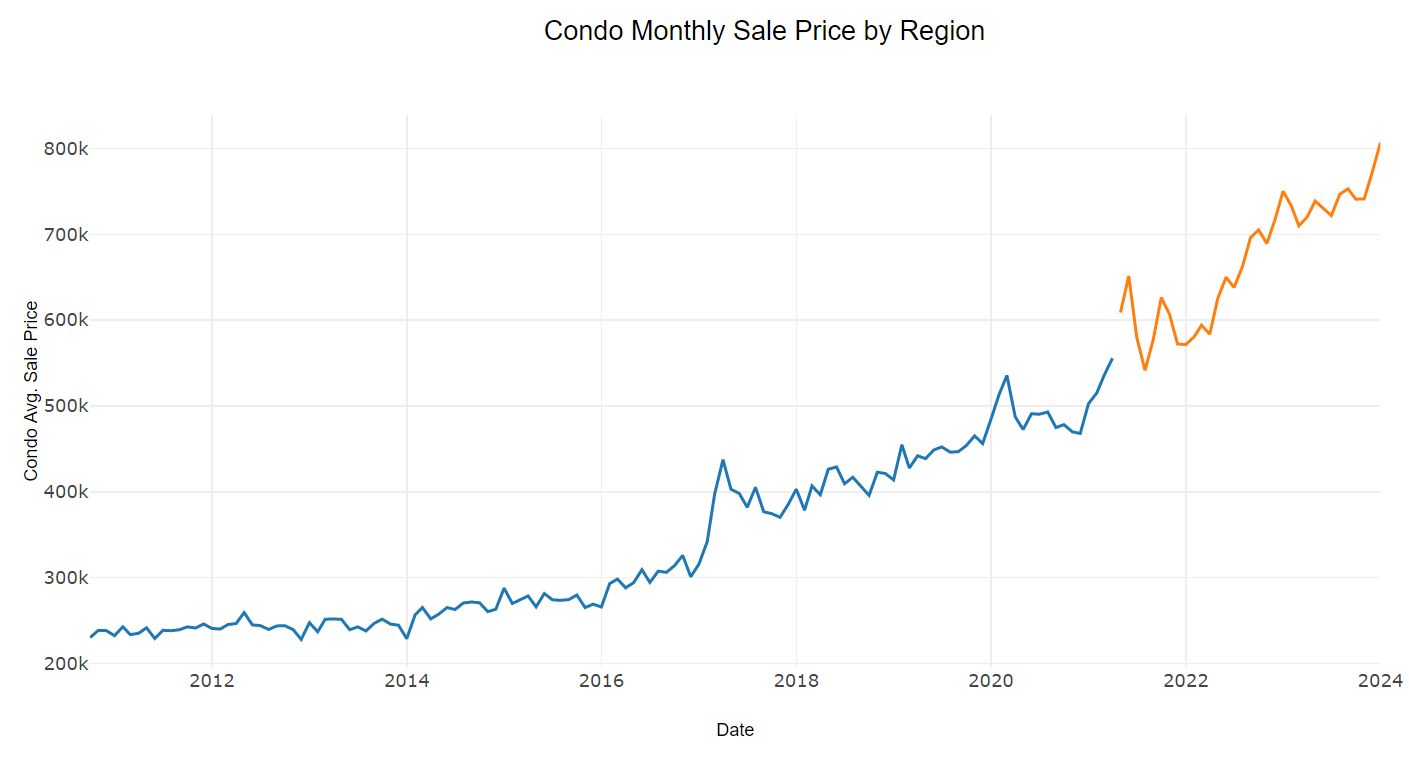 Condo Monthly Sale Price by Region
Condo Avg. Sale Price
800k
700k
600k
500k
400k
300k
200k
2012 2014 2016 2018 2020 2022 2024
Date